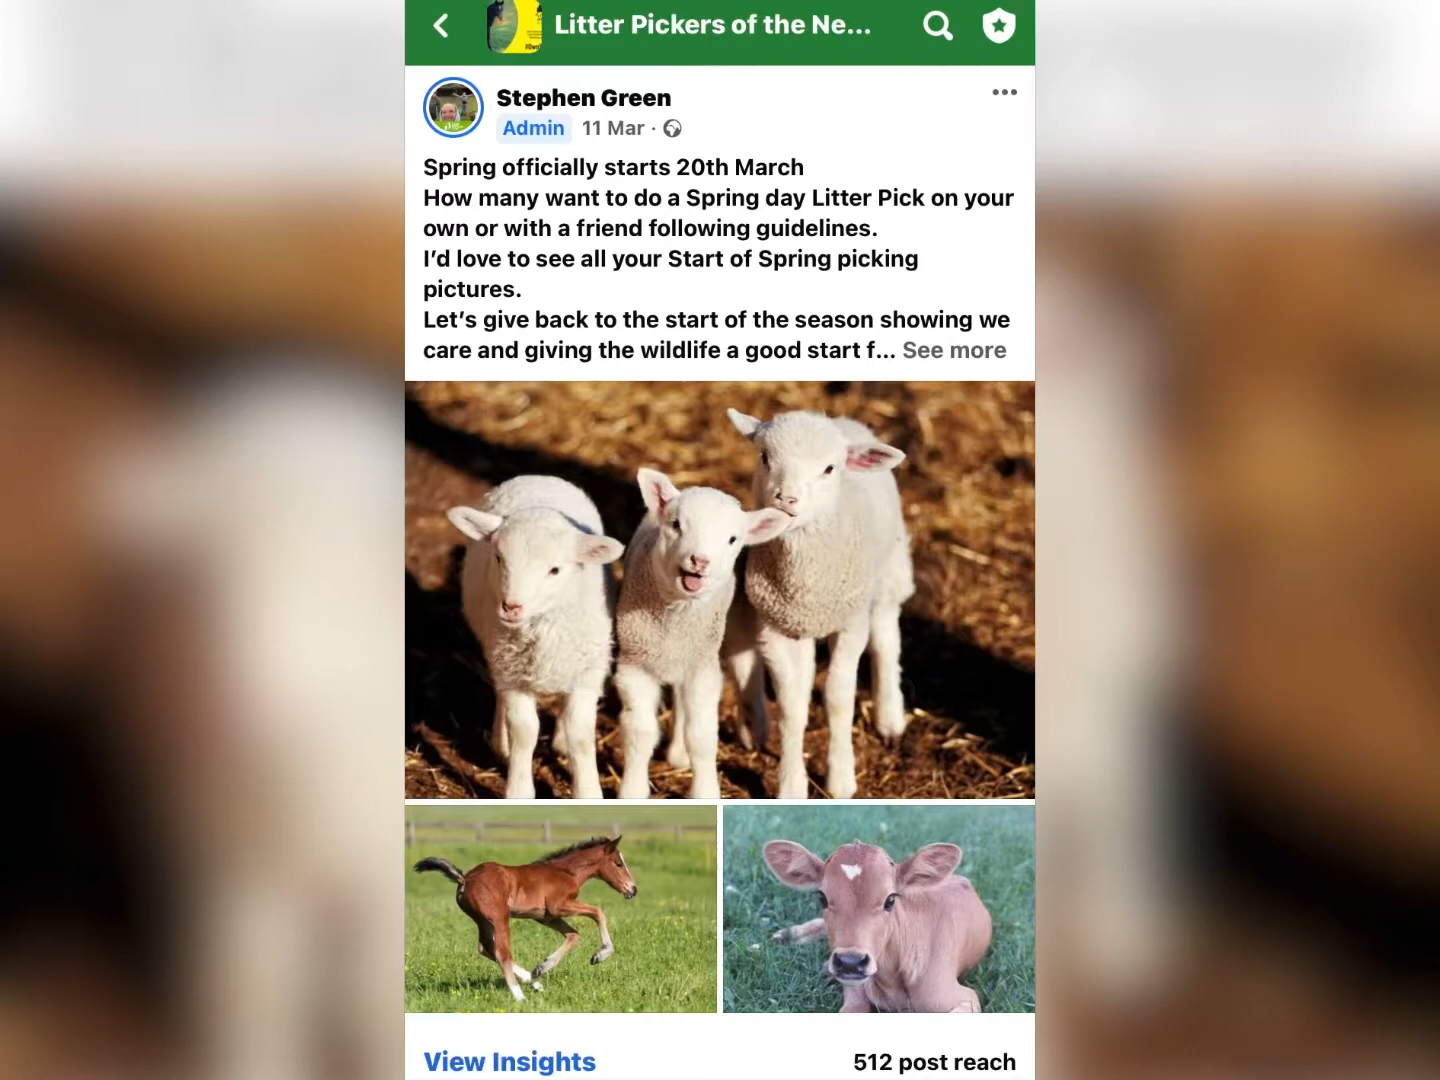 Litter Pickers of the Ne...
Stephen Green
Admin 11 Mar ·
Spring officially starts 20th March
How many want to do a Spring day Litter Pick on your
own or with a friend following guidelines.
I’d love to see all your Start of Spring picking
pictures.
Let’s give back to the start of the season showing we
care and giving the wildlife a good start f... See more
View Insights
512 post reach